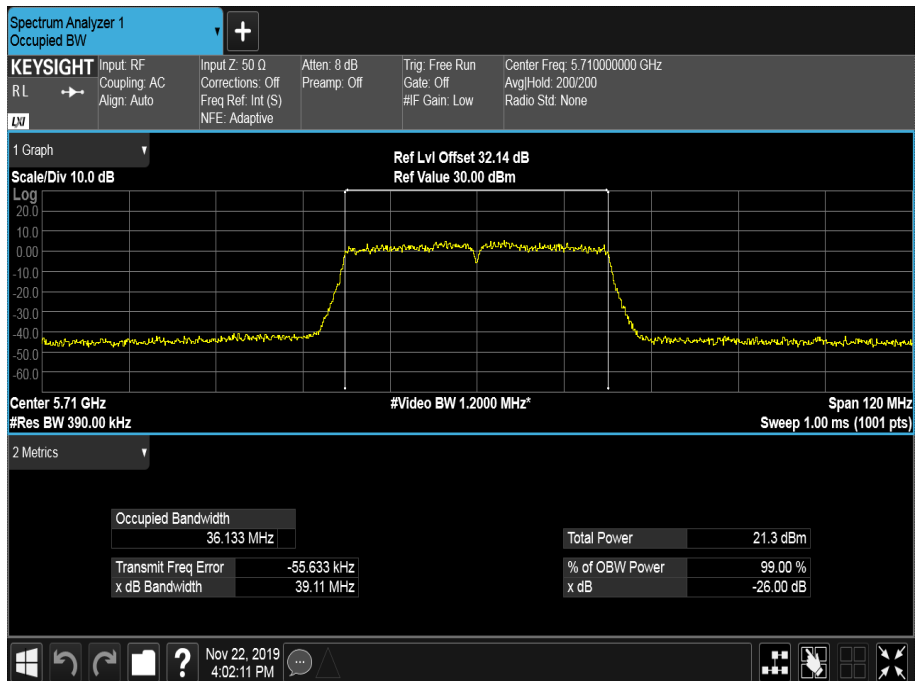 Spectrum Analyzer 1
Occupied BW
▼
+
KEYSIGHT
RL
LXI
Input: RF
Coupling: AC
Align: Auto
Input Z: 50 Ω
Corrections: Off
Freq Ref: Int (S)
NFE: Adaptive
Atten: 8 dB
Preamp: Off
Trig: Free Run
Gate: Off
#IF Gain: Low
Center Freq: 5.710000000 GHz
Avg|Hold: 200/200
Radio Std: None
1 Graph ▼
Scale/Div 10.0 dB
Ref Lvl Offset 32.14 dB
Ref Value 30.00 dBm
Log
20.0
10.0
0.00
-10.0
-20.0
-30.0
-40.0
-50.0
-60.0
Center 5.71 GHz
#Res BW 390.00 kHz
#Video BW 1.2000 MHz*
Span 120 MHz
Sweep 1.00 ms (1001 pts)
2 Metrics ▼
Occupied Bandwidth
36.133 MHz
Transmit Freq Error -55.633 kHz
x dB Bandwidth 39.11 MHz
Total Power 21.3 dBm
% of OBW Power 99.00 %
x dB -26.00 dB
?
Nov 22, 2019
4:02:11 PM